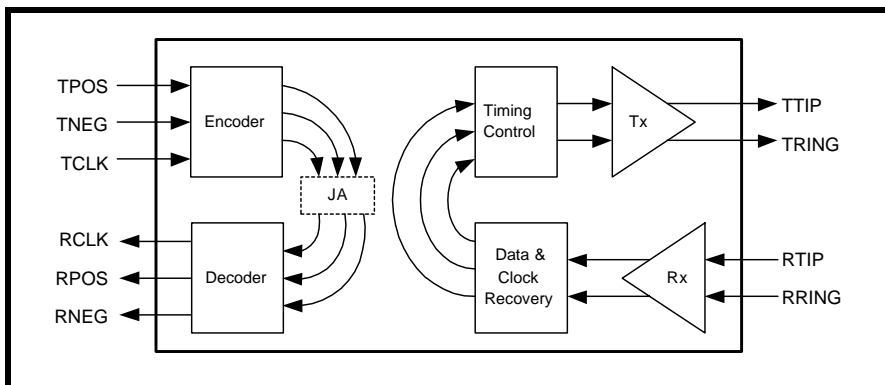 TPOS
TNEG
TCLK
Encoder
JA
RCLK
RPOS
RNEG
Decoder
Timing
Control
Tx
TTIP
TRING
Data &
Clock
Recovery
Rx
RTIP
RRING